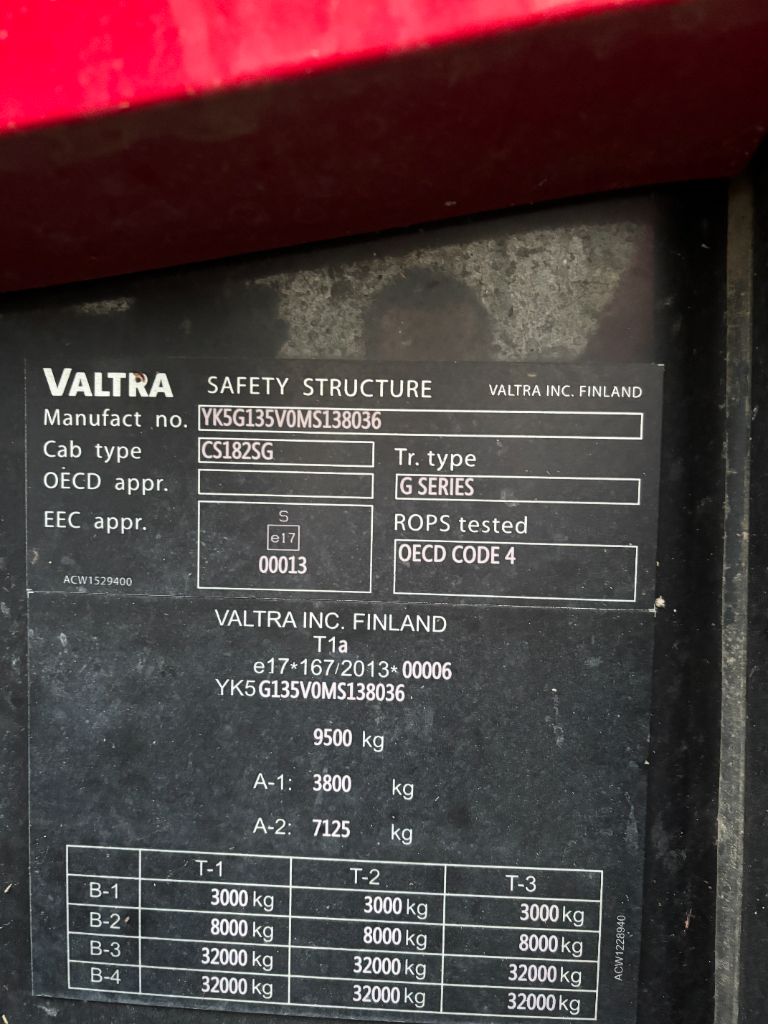 VALTRA SAFETY STRUCTURE VALTRA INC. FINLAND
Manufact no. YK5G135V0MS138036
Cab type CS182SG
Tr. type
OECD appr.
G SERIES
EEC appr.
S
e17
00013
ROPS tested
OECD CODE 4
ACW1529400
VALTRA INC. FINLAND
T1a
e17*167/2013*00006
YK5G135V0MS138036
9500 kg
A-1: 3800 kg
A-2: 7125 kg
T-1 T-2 T-3
B-1 3000 kg 3000 kg 3000 kg
B-2 8000 kg 8000 kg 8000 kg
B-3 32000 kg 32000 kg 32000 kg
B-4 32000 kg 32000 kg 32000 kg
ACW1228940